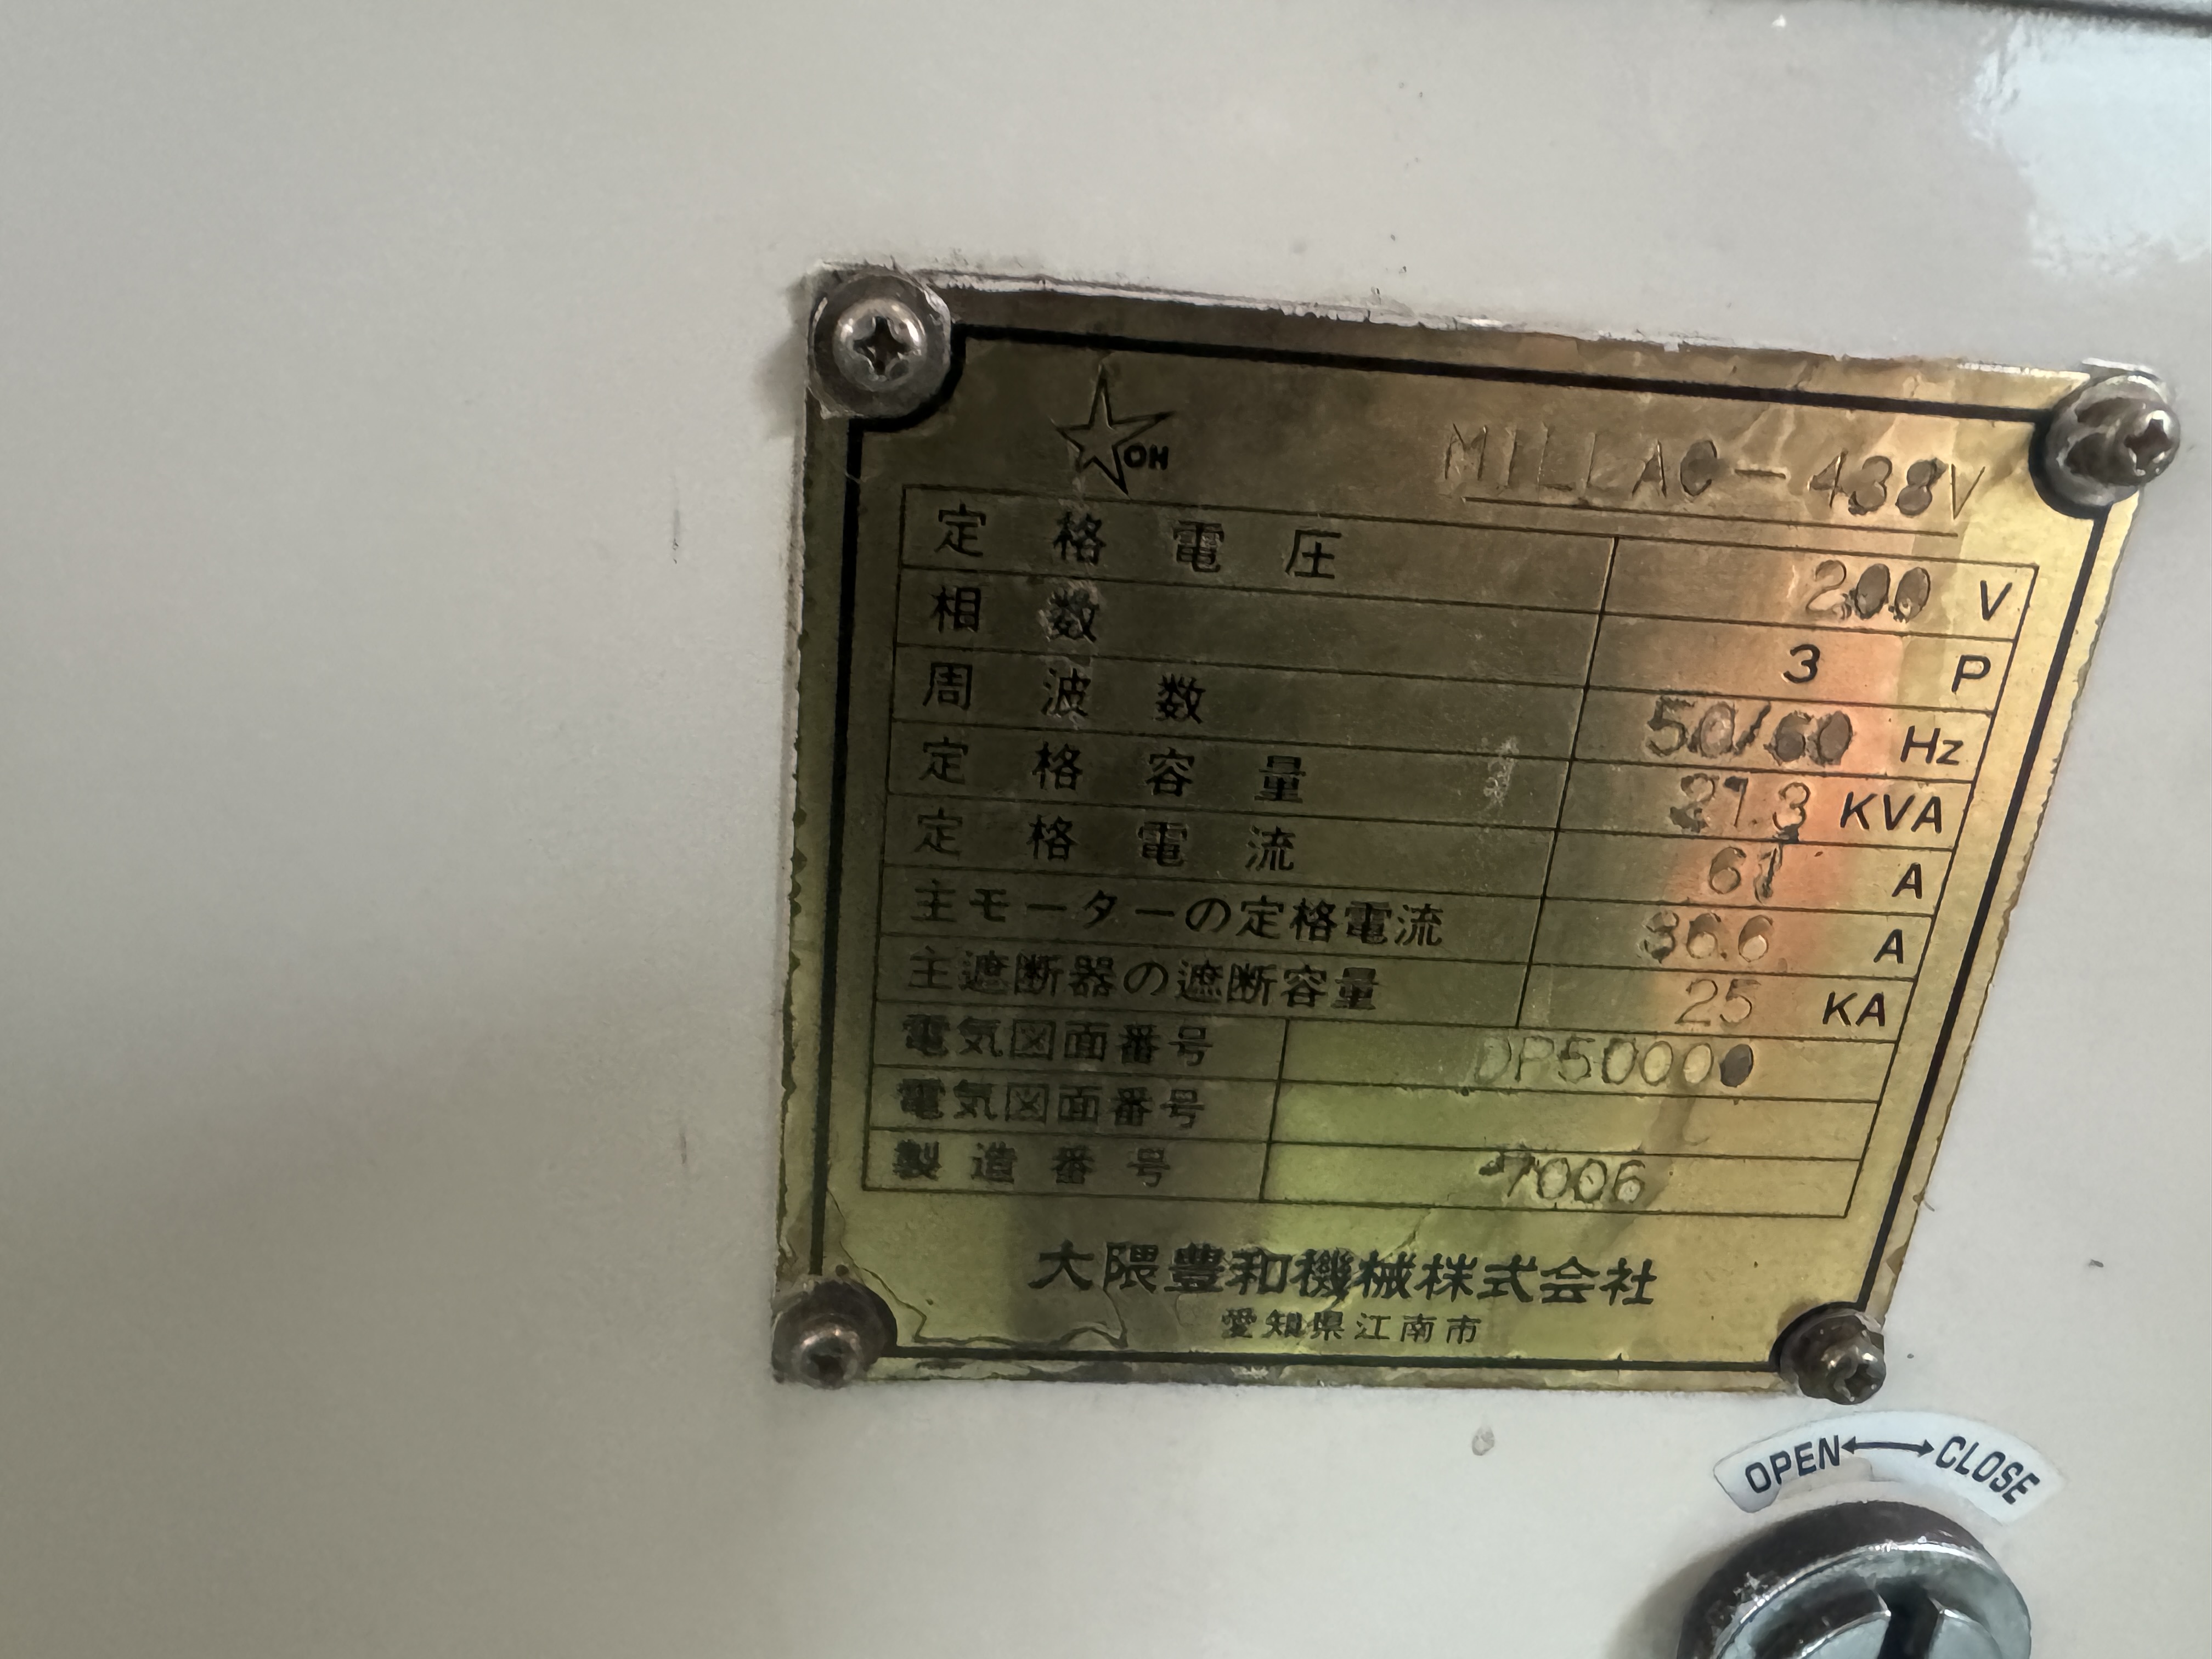 OH MILLAC-438V
定格電圧 200 V
相数 3 P
周波数 50/60 Hz
定格容量 21.3 KVA
定格電流 61 A
主モーターの定格電流 36.6 A
主遮断器の遮断容量 25 KA
電気図面番号 DP50000
電気図面番号
製造番号 7006
大隈豊和機械株式会社
愛知県江南市
OPEN↔CLOSE